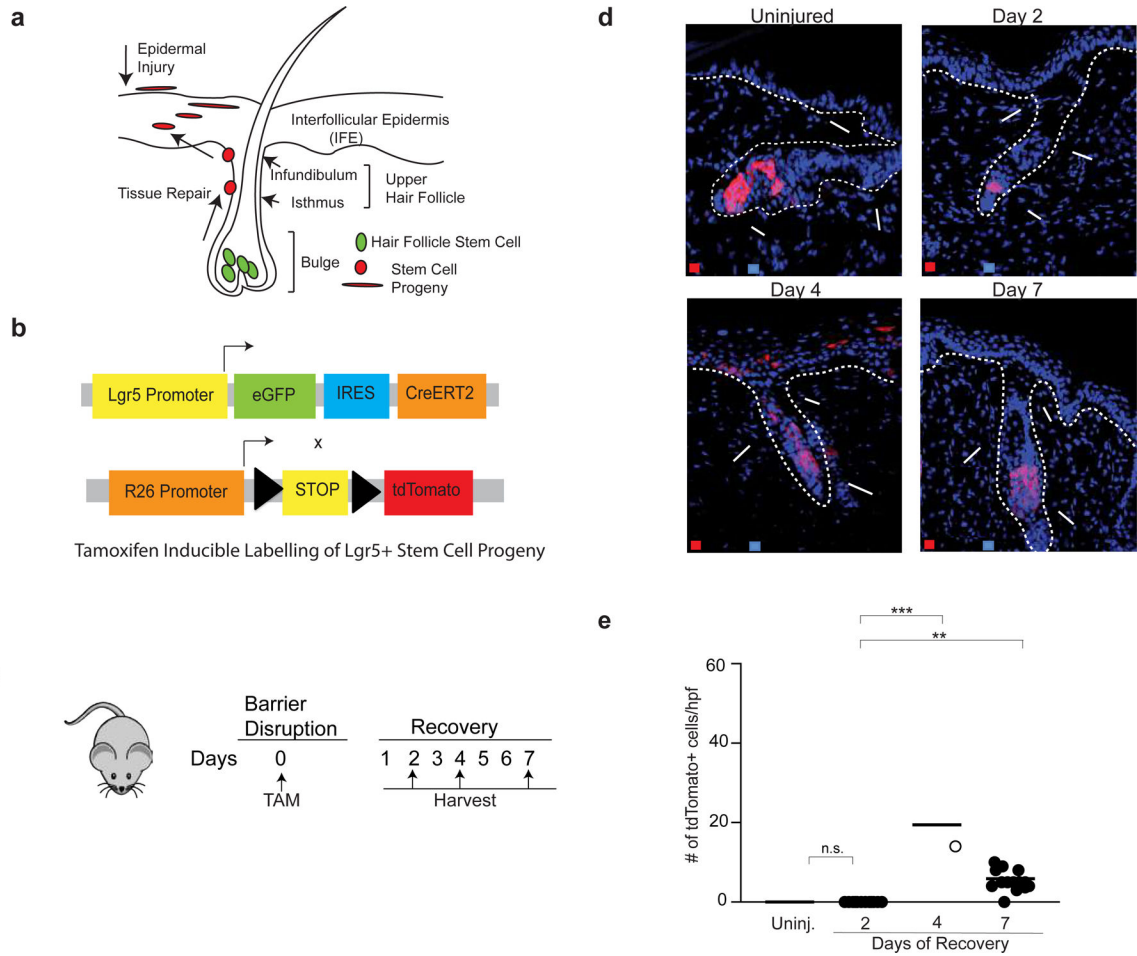 a
Epidermal
Injury
Interfollicular Epidermis
(IFE)
Infundibulum
Tissue Repair
Isthmus
Upper
Hair Follicle
Hair Follicle Stem Cell
Bulge
Stem Cell
Progeny
b
Lgr5 Promoter
eGFP
IRES
CreERT2
x
R26 Promoter
STOP
tdTomato
Tamoxifen Inducible Labelling of Lgr5+ Stem Cell Progeny
Barrier
Disruption
Recovery
Days 0 1 2 3 4 5 6 7
TAM
Harvest
d
Uninjured
Day 2
Day 4
Day 7
e
***
**
n.s.
# of tdTomato+ cells/hpf
60
40
20
0
Uninj. 2 4 7
Days of Recovery